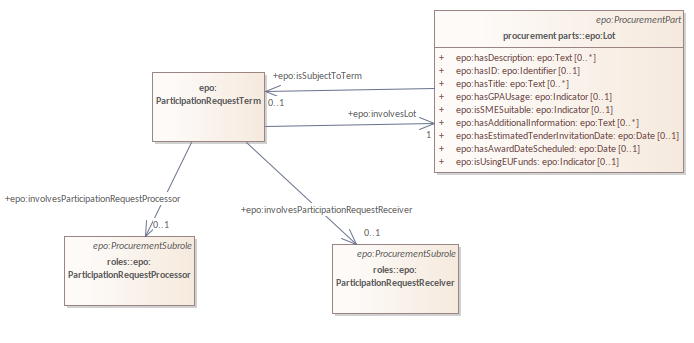 epo:ProcurementPart
procurement parts::epo:Lot
+ epo:hasDescription: epo:Text [0..*]
+ epo:hasID: epo:Identifier [0..1]
+ epo:hasTitle: epo:Text [0..*]
+ epo:hasGPAUsage: epo:Indicator [0..1]
+ epo:isSMESuitable: epo:Indicator [0..1]
+ epo:hasAdditionalInformation: epo:Text [0..*]
+ epo:hasEstimatedTenderInvitationDate: epo:Date [0..1]
+ epo:hasAwardDateScheduled: epo:Date [0..1]
+ epo:isUsingEUFunds: epo:Indicator [0..1]
epo:
ParticipationRequestTerm
+epo:isSubjectToTerm
0..1
+epo:involvesLot
1
+epo:involvesParticipationRequestProcessor
0..1
+epo:involvesParticipationRequestReceiver
0..1
epo:ProcurementSubrole
roles::epo:
ParticipationRequestProcessor
epo:ProcurementSubrole
roles::epo:
ParticipationRequestReceiver